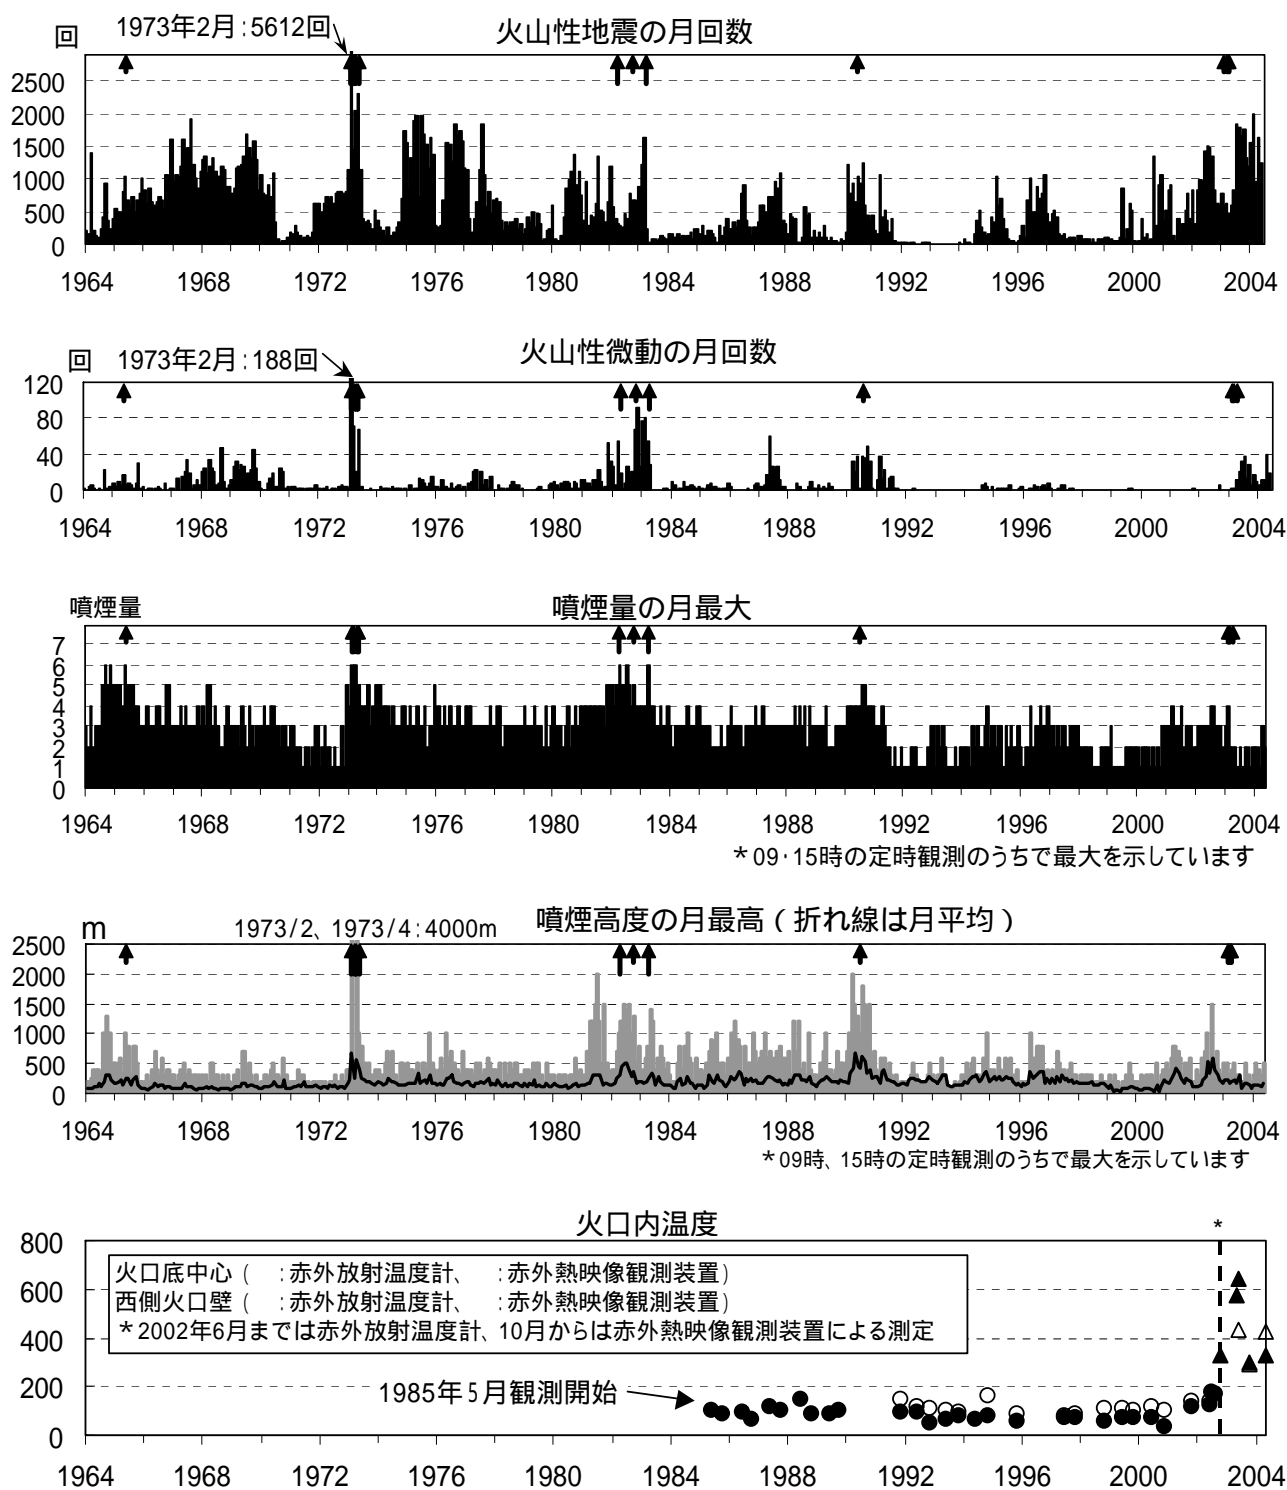 1973年2月:5612回
火山性地震の月回数
回
2500
2000
1500
1000
500
0
1964 1968 1972 1976 1980 1984 1988 1992 1996 2000 2004
回 1973年2月:188回
火山性微動の月回数
120
80
40
0
1964 1968 1972 1976 1980 1984 1988 1992 1996 2000 2004
噴煙量
噴煙量の月最大
7
6
5
4
3
2
1
0
1964 1968 1972 1976 1980 1984 1988 1992 1996 2000 2004
*09・15時の定時観測のうちで最大を示しています
m
1973/2、1973/4:4000m
噴煙高度の月最高(折れ線は月平均)
2500
2000
1500
1000
500
0
1964 1968 1972 1976 1980 1984 1988 1992 1996 2000 2004
*09時、15時の定時観測のうちで最大を示しています
火口内温度
*
800
600
400
200
0
火口底中心( :赤外放射温度計、 :赤外熱映像観測装置)
西側火口壁( :赤外放射温度計、 :赤外熱映像観測装置)
*2002年6月までは赤外放射温度計、10月からは赤外熱映像観測装置による測定
1985年5月観測開始
1964 1968 1972 1976 1980 1984 1988 1992 1996 2000 2004